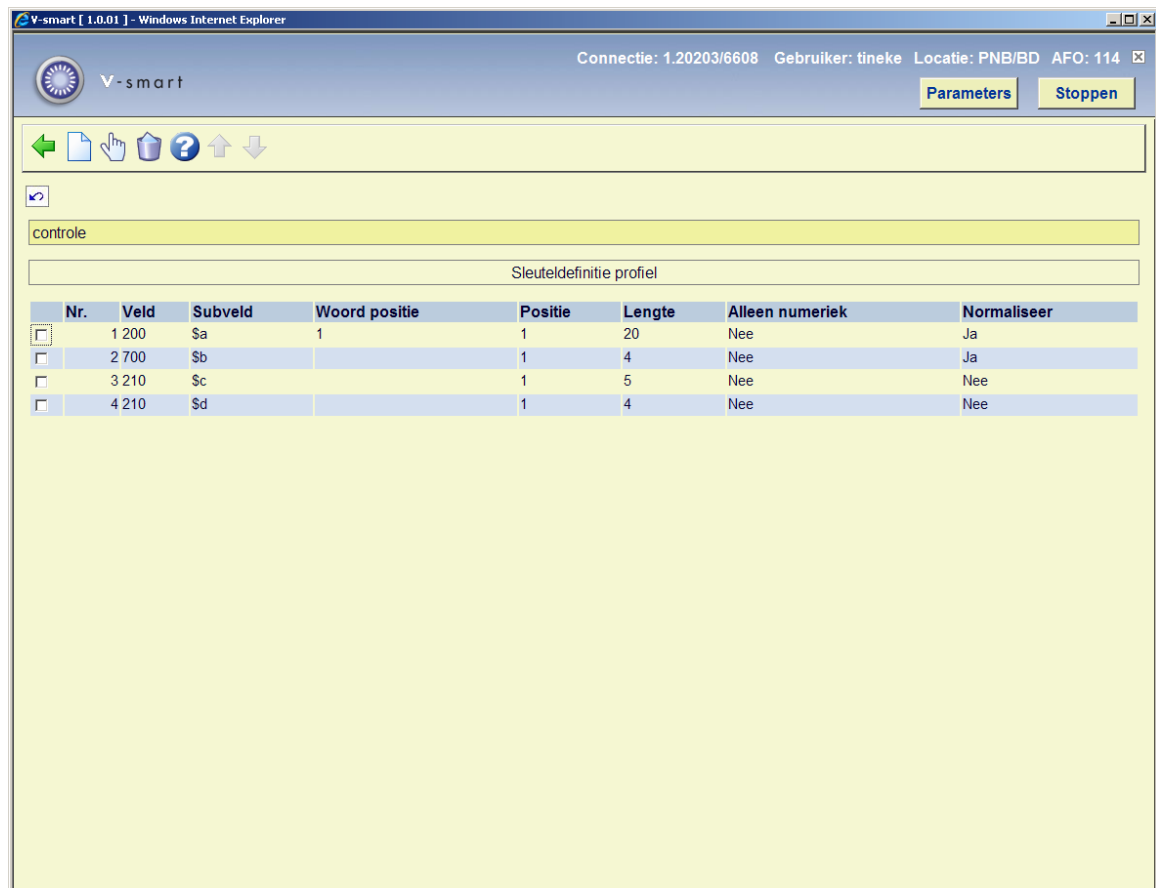 V-smart [ 1.0.01 ] - Windows Internet Explorer
Connectie: 1.20203/6608 Gebruiker: tineke Locatie: PNB/BD AFO: 114
V-smart
Parameters Stoppen
controle
Sleuteldefinitie profiel
Nr. Veld Subveld Woord positie Positie Lengte Alleen numeriek Normaliseer
1 200 $a 1 1 20 Nee Ja
2 700 $b 1 4 Nee Ja
3 210 $c 1 5 Nee Nee
4 210 $d 1 4 Nee Nee